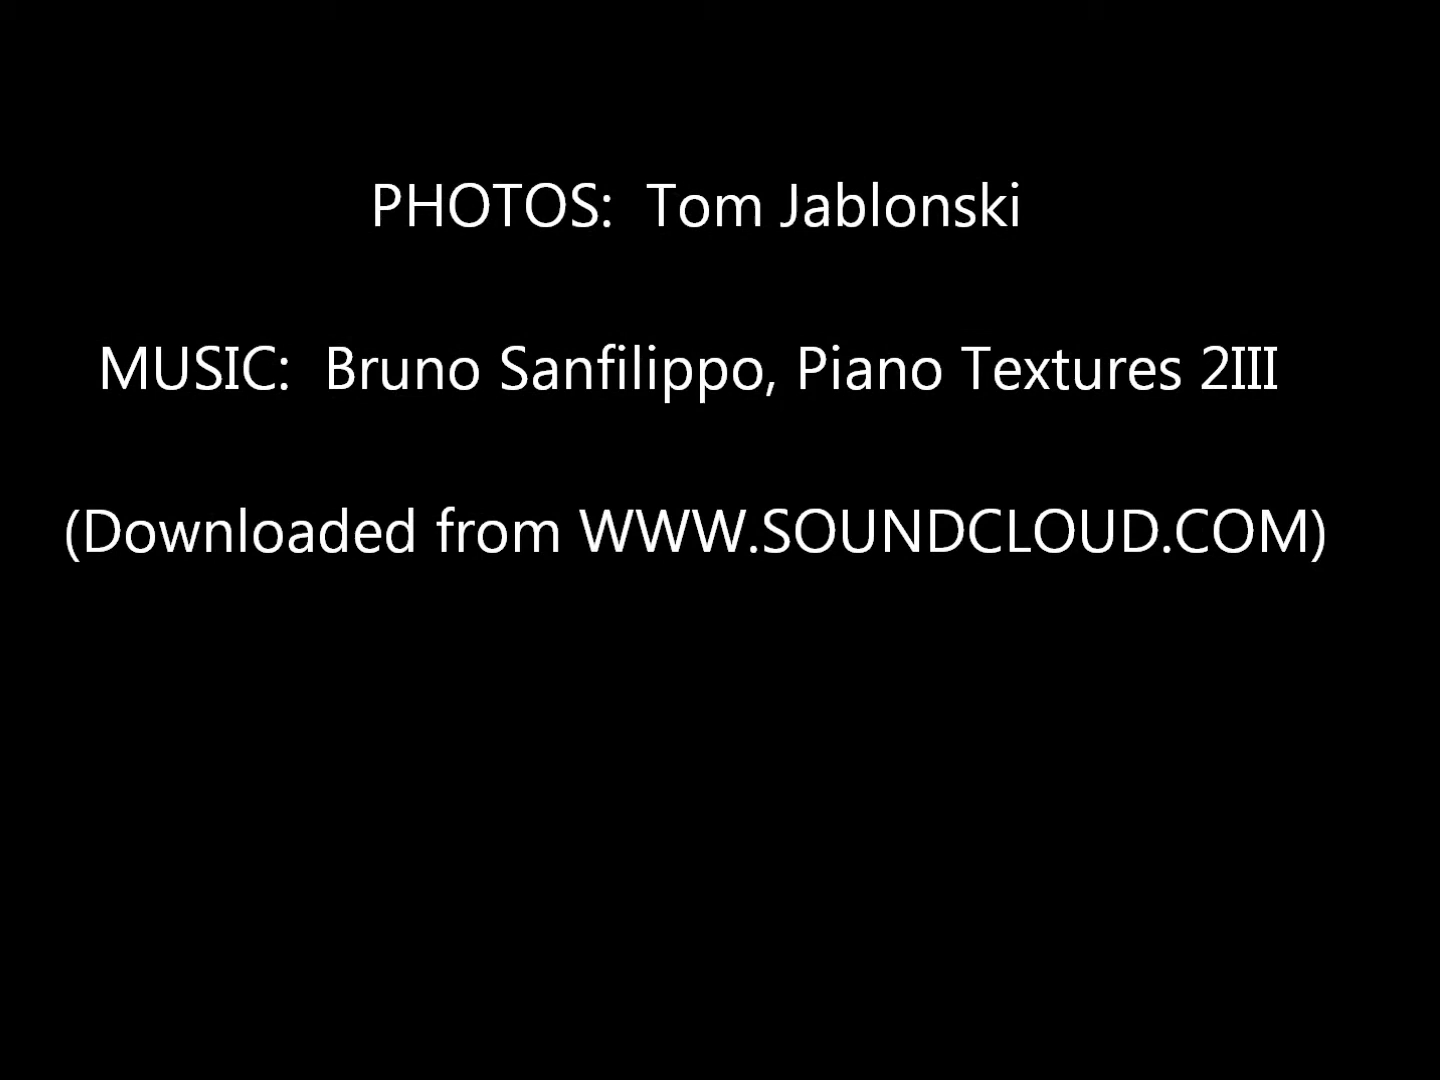 PHOTOS:  Tom Jablonski
MUSIC:  Bruno Sanfilippo, Piano Textures 2III
(Downloaded from WWW.SOUNDCLOUD.COM)